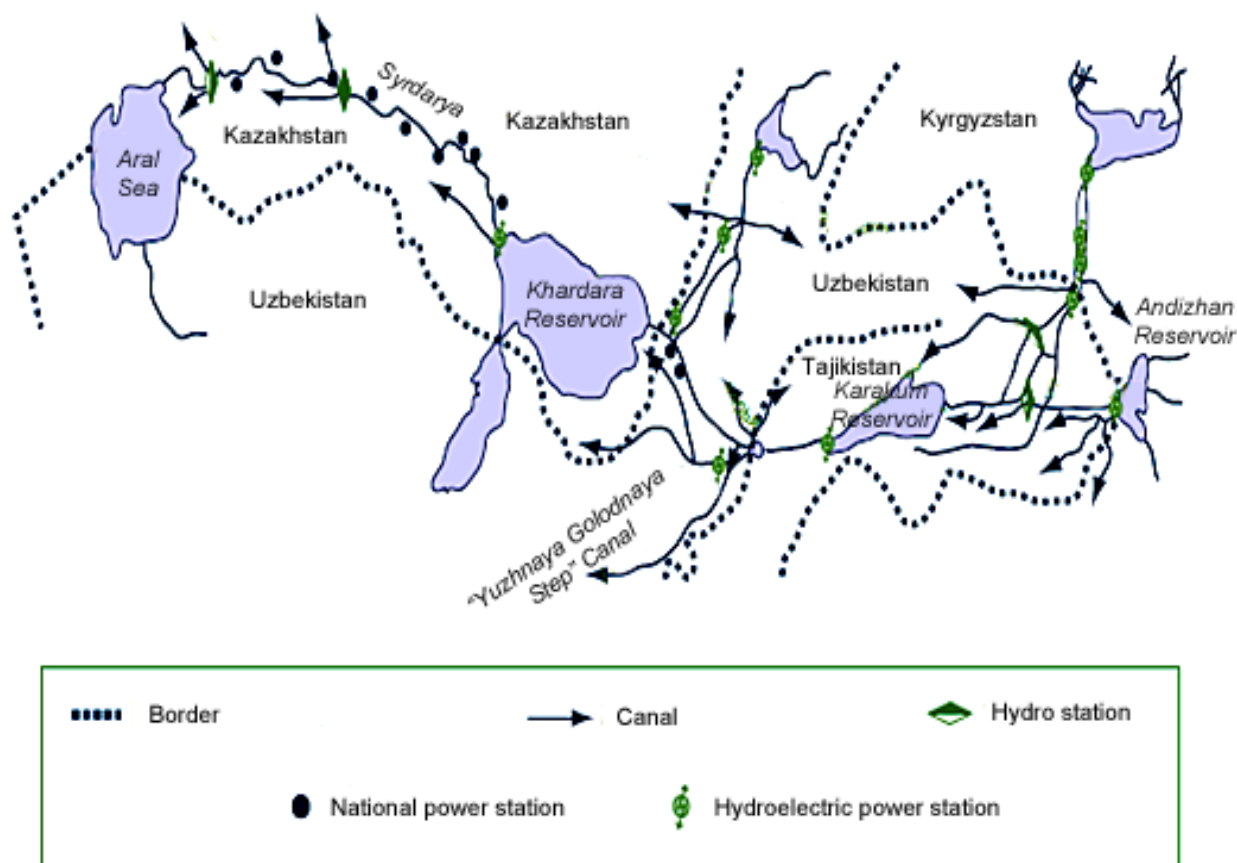 Syrdarya
Kazakhstan
Kazakhstan
Kyrgyzstan
Aral
Sea
Uzbekistan
Khardara
Reservoir
Uzbekistan
Andizhan
Reservoir
Tajikistan
Karakum
Reservoir
"Yuzhnaya Golodnaya
Step" Canal
Border
Canal
Hydro station
National power station
Hydroelectric power station